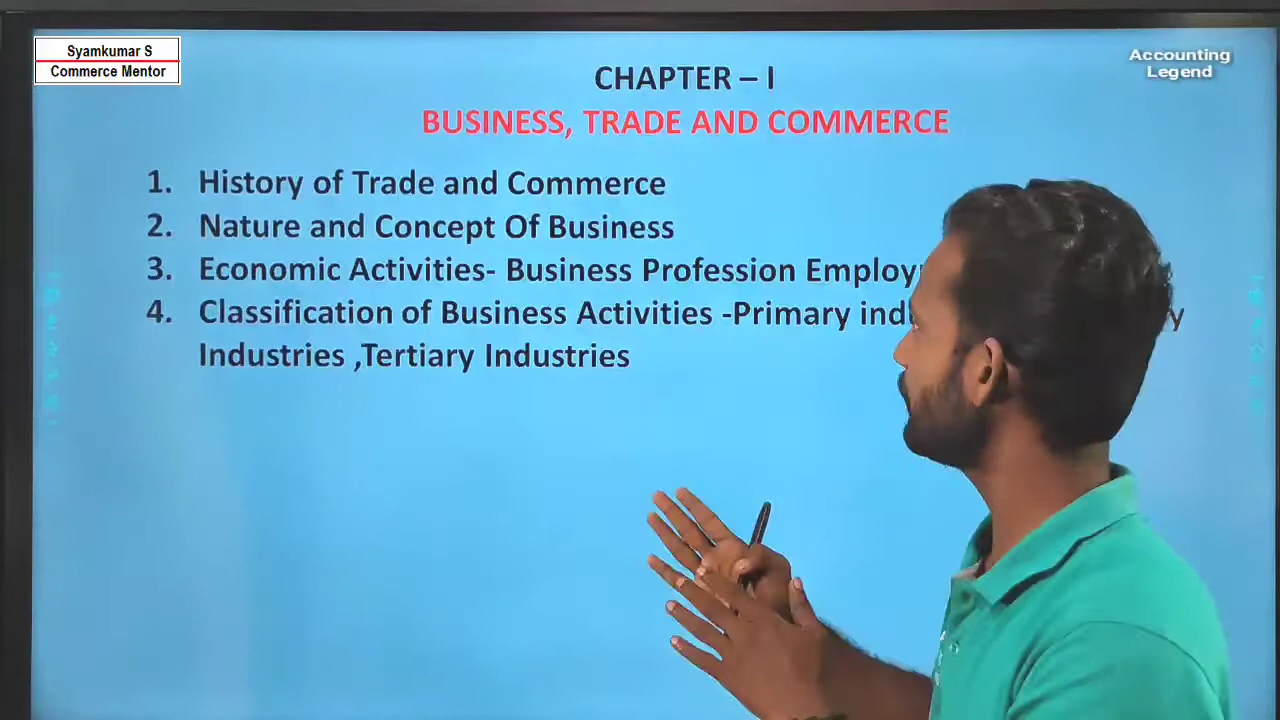 Syamkumar S
Commerce Mentor
Accounting
Legend
CHAPTER – I
BUSINESS, TRADE AND COMMERCE
1. History of Trade and Commerce
2. Nature and Concept Of Business
3. Economic Activities- Business Profession
4. Classification of Business Activities -Primary
Industries ,Tertiary Industries